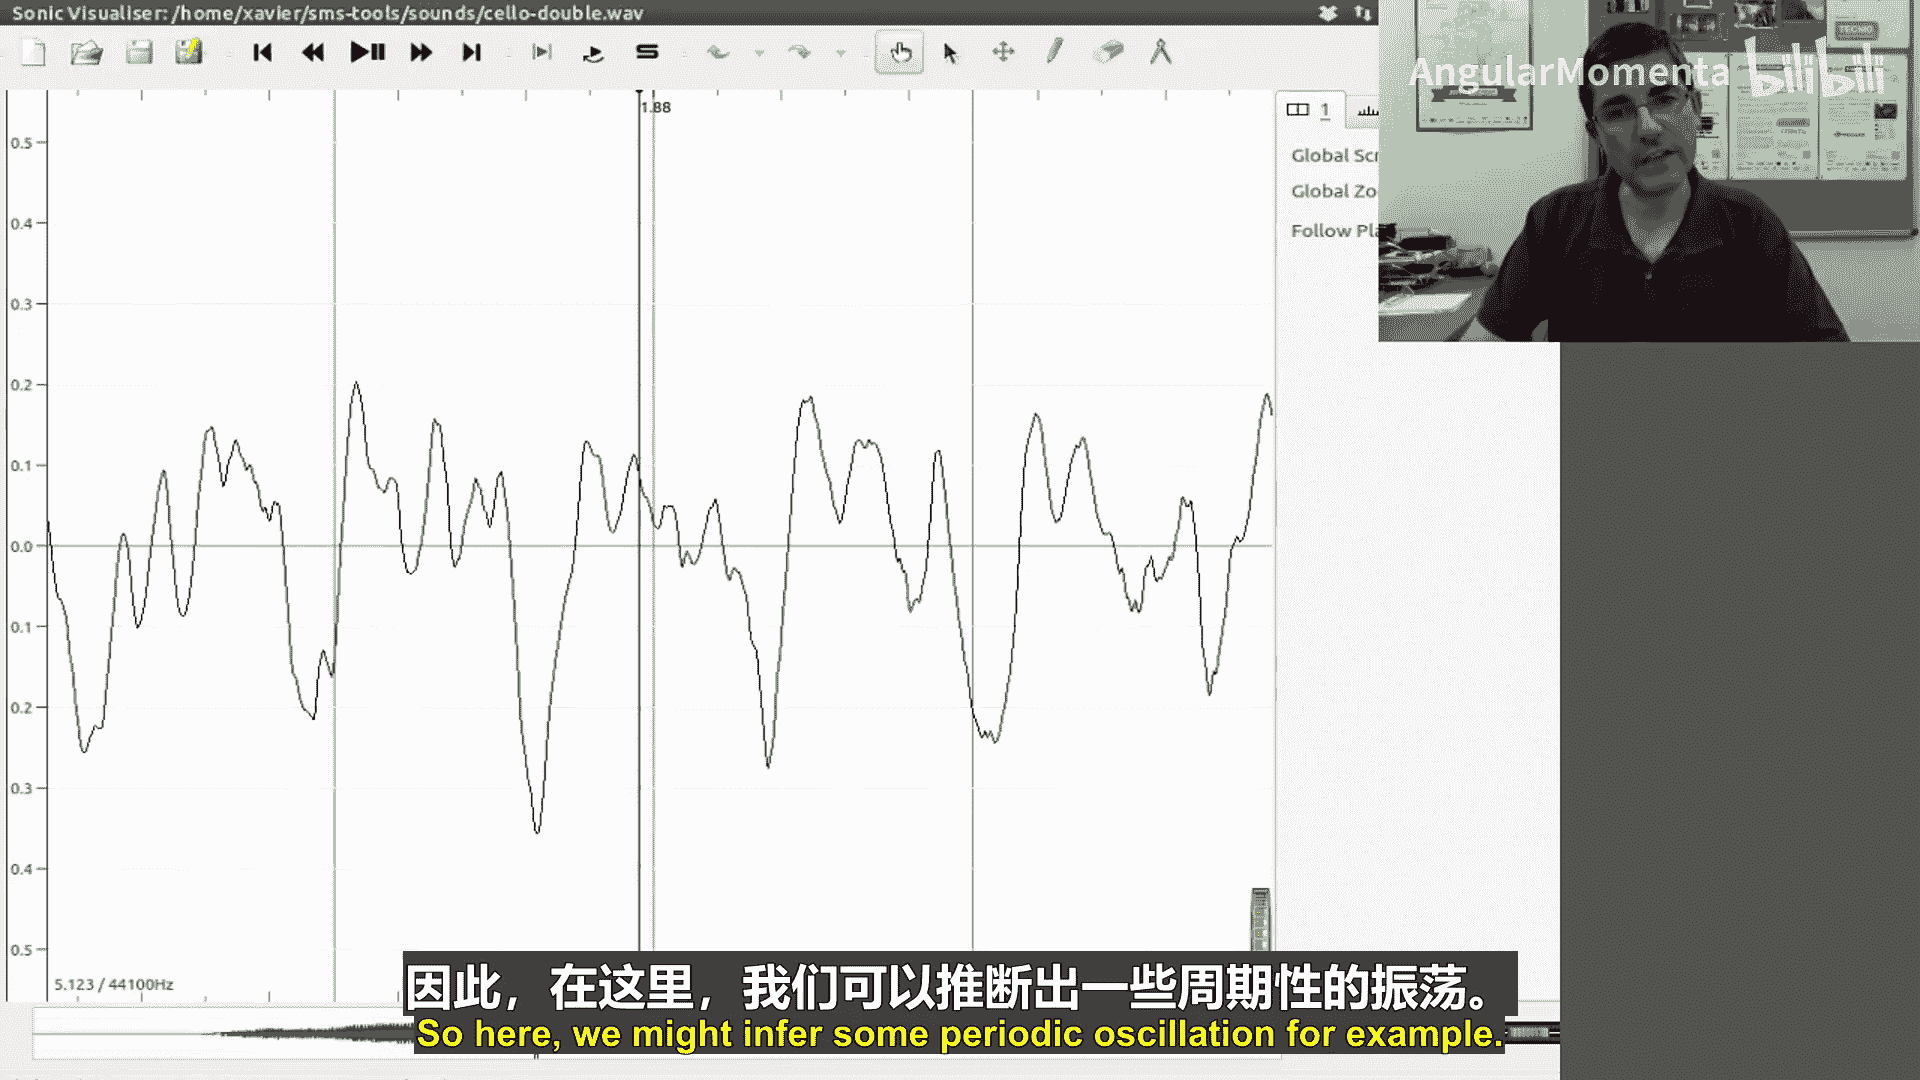 Sonic Visualiser: /home/xavier/sms-tools/sounds/cello-double.wav
AngularMomenta bilibili
1.88
1
0.5
Global Scr
Global Zo
0.4
Follow Pla
0.3
0.2
0.1
0.0
0.1
0.2
0.3
0.4
0.5
5.123 / 44100Hz
因此，在这里，我们可以推断出一些周期性的振荡。
So here, we might infer some periodic oscillation for example.